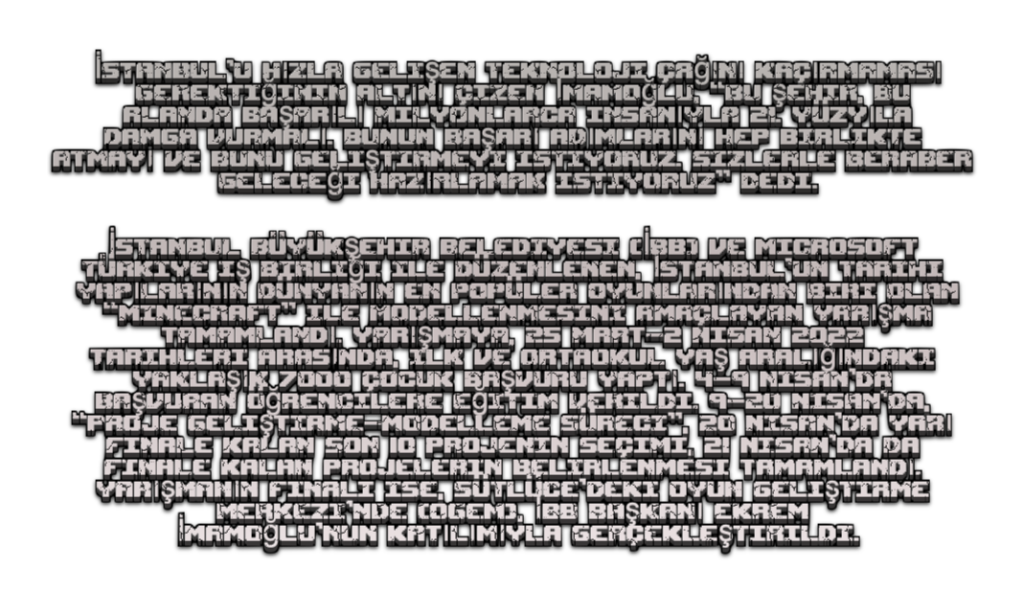 İSTANBUL'U HIZLA GELİŞEN TEKNOLOJİ ÇAĞINI KAÇIRMAMASI
GEREKTİĞİNİN ALTINI ÇİZEN İMAMOĞLU, "BU ŞEHİR, BU
ALANDA BAŞARILI MİLYONLARCA İNSANIYLA 21. YÜZYILA
DAMGA VURMALI. BUNUN BAŞARI ADIMLARINI HEP BİRLİKTE
ATMAYI VE BUNU GELİŞTİRMEYİ İSTİYORUZ. SİZLERLE BERABER
GELECEĞİ HAZIRLAMAK İSTİYORUZ" DEDİ.
İSTANBUL BÜYÜKŞEHİR BELEDİYESİ (İBB) VE MICROSOFT
TÜRKİYE İŞ BİRLİĞİ İLE DÜZENLENEN, İSTANBUL'UN TARİHİ
YAPILARININ DÜNYANIN EN POPÜLER OYUNLARINDAN BİRİ OLAN
"MINECRAFT" İLE MODELLENMESİNİ AMAÇLAYAN YARIŞMA
TAMAMLANDI. YARIŞMAYA, 25 MART-2 NİSAN 2022
TARİHLERİ ARASINDA, İLK VE ORTAOKUL YAŞ ARALIĞINDAKİ
YAKLAŞIK 7000 ÇOCUK BAŞVURU YAPTI. 4-9 NİSAN'DA
BAŞVURAN ÖĞRENCİLERE EĞİTİM VERİLDİ. 9-20 NİSAN'DA,
"PROJE GELİŞTİRME-MODELLEME SÜRECİ", 20 NİSAN'DA YARI
FİNALE KALAN SON 10 PROJENİN SEÇİMİ, 21 NİSAN'DA DA
FİNALE KALAN PROJELERİN BELİRLENMESİ TAMAMLANDI.
YARIŞMANIN FİNALİ İSE, SÜTLÜCE'DEKİ OYUN GELİŞTİRME
MERKEZİ'NDE (OGEM), İBB BAŞKANI EKREM
İMAMOĞLU'NUN KATILIMIYLA GERÇEKLEŞTİRİLDİ.